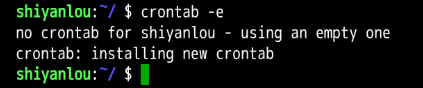 shiyanlou:~/ $ crontab -e
no crontab for shiyanlou - using an empty one
crontab: installing new crontab
shiyanlou:~/ $